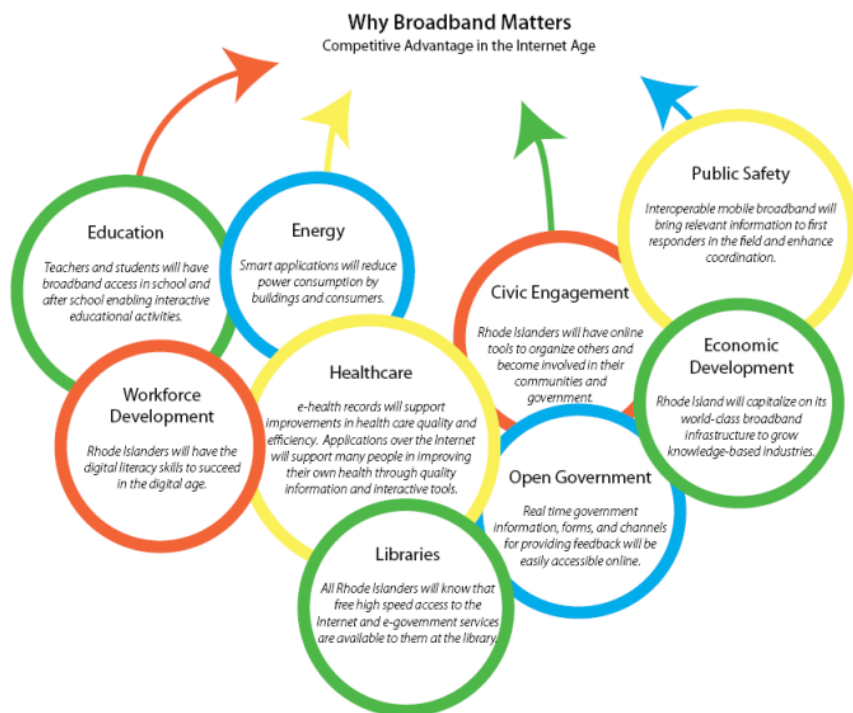 Why Broadband Matters
Competitive Advantage in the Internet Age
Education
Teachers and students will have
broadband access in school and
after school enabling interactive
educational activities.
Energy
Smart applications will reduce
power consumption by
buildings and consumers.
Public Safety
Interoperable mobile broadband will
bring relevant information to first
responders in the field and enhance
coordination.
Civic Engagement
Rhode Islanders will have online
tools to organize others and
become involved in their
communities and
government.
Workforce
Development
Rhode Islanders will have the
digital literacy skills to succeed
in the digital age.
Healthcare
e-health records will support
improvements in health care quality and
efficiency. Applications over the Internet
will support many people in improving
their own health through quality
information and interactive tools.
Economic
Development
Rhode Island will capitalize on its
world-class broadband
infrastructure to grow
knowledge-based industries.
Open Government
Real time government
information, forms, and channels
for providing feedback will be
easily accessible online.
Libraries
All Rhode Islanders will know that
free high speed access to the
Internet and e-government services
are available to them at the library.